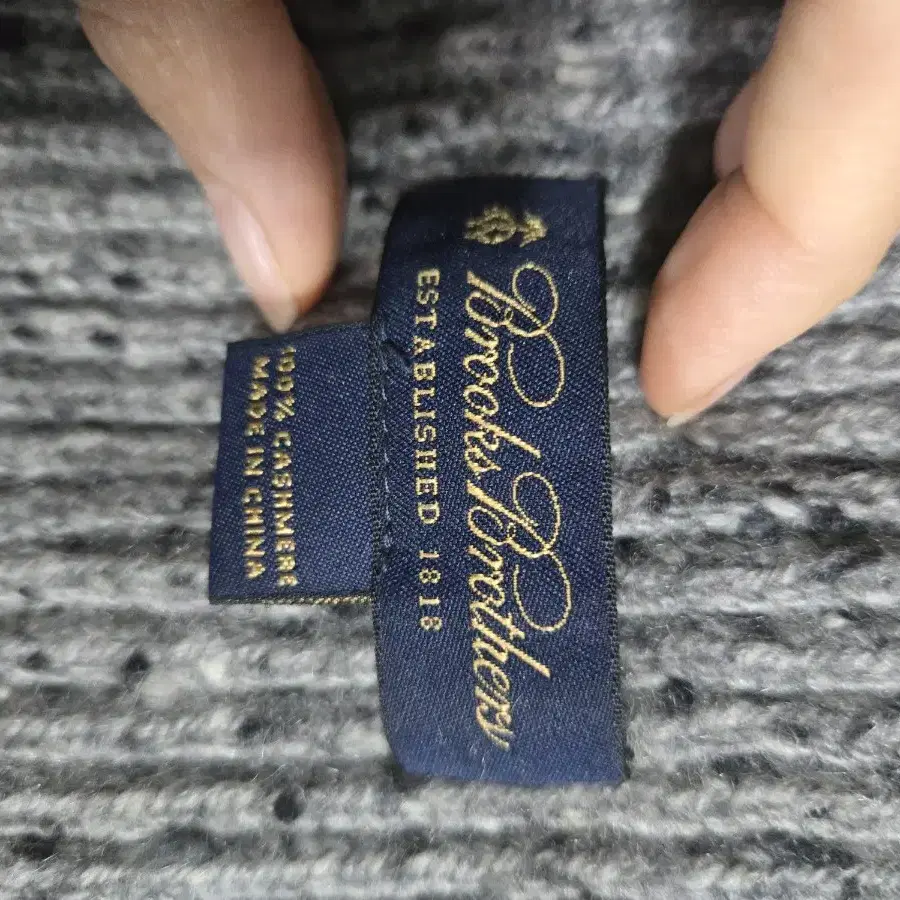 Brooks Brothers
ESTABLISHED 1818
100% CASHMERE
MADE IN CHINA